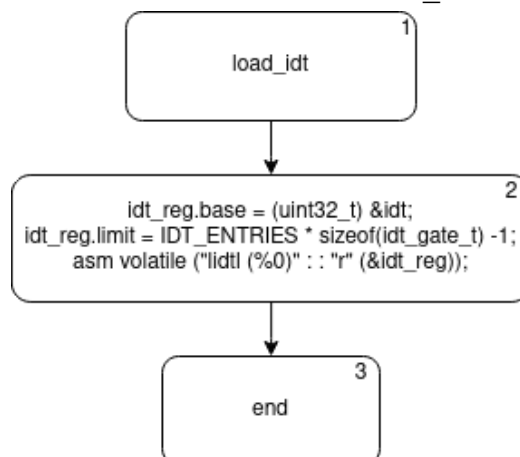 1
load_idt
2
idt_reg.base = (uint32_t) &idt;
idt_reg.limit = IDT_ENTRIES * sizeof(idt_gate_t) -1;
asm volatile ("lidtl (%0)" : : "r" (&idt_reg));
3
end